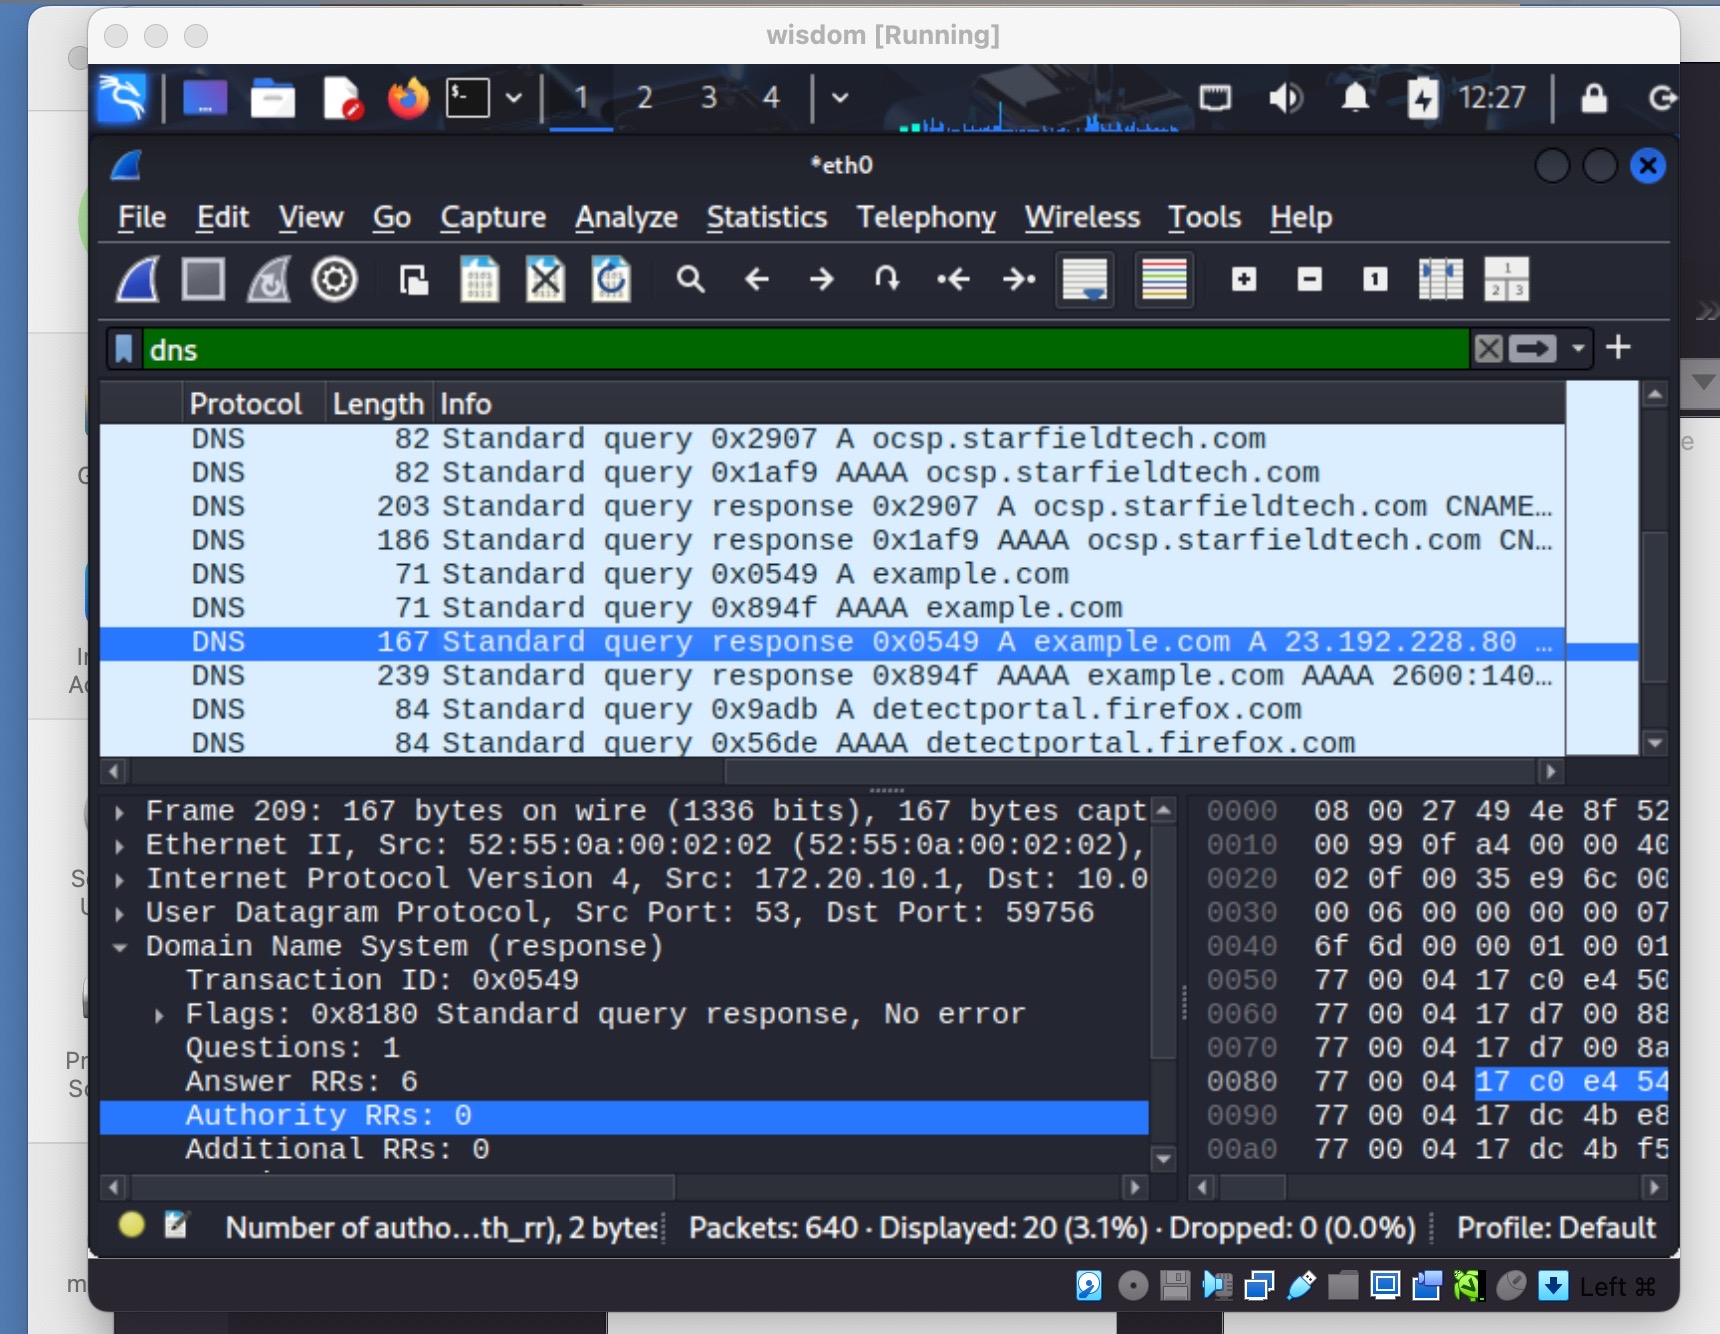 wisdom [Running]
1 2 3 4 12:27
*eth0
File Edit View Go Capture Analyze Statistics Telephony Wireless Tools Help
dns
Protocol Length Info
DNS 82 Standard query 0x2907 A ocsp.starfieldtech.com
DNS 82 Standard query 0x1af9 AAAA ocsp.starfieldtech.com
DNS 203 Standard query response 0x2907 A ocsp.starfieldtech.com CNAME…
DNS 186 Standard query response 0x1af9 AAAA ocsp.starfieldtech.com CN…
DNS 71 Standard query 0x0549 A example.com
DNS 71 Standard query 0x894f AAAA example.com
DNS 167 Standard query response 0x0549 A example.com A 23.192.228.80 …
DNS 239 Standard query response 0x894f AAAA example.com AAAA 2600:140…
DNS 84 Standard query 0x9adb A detectportal.firefox.com
DNS 84 Standard query 0x56de AAAA detectportal.firefox.com
Frame 209: 167 bytes on wire (1336 bits), 167 bytes capt
Ethernet II, Src: 52:55:0a:00:02:02 (52:55:0a:00:02:02),
Internet Protocol Version 4, Src: 172.20.10.1, Dst: 10.0
User Datagram Protocol, Src Port: 53, Dst Port: 59756
Domain Name System (response)
Transaction ID: 0x0549
Flags: 0x8180 Standard query response, No error
Questions: 1
Answer RRs: 6
Authority RRs: 0
Additional RRs: 0
0000 08 00 27 49 4e 8f 52
0010 00 99 0f a4 00 00 40
0020 02 0f 00 35 e9 6c 00
0030 00 06 00 00 00 00 07
0040 6f 6d 00 00 01 00 01
0050 77 00 04 17 c0 e4 50
0060 77 00 04 17 d7 00 88
0070 77 00 04 17 d7 00 8a
0080 77 00 04 17 c0 e4 54
0090 77 00 04 17 dc 4b e8
00a0 77 00 04 17 dc 4b f5
Number of autho…th_rr), 2 bytes
Packets: 640 · Displayed: 20 (3.1%) · Dropped: 0 (0.0%)
Profile: Default
Left ⌘